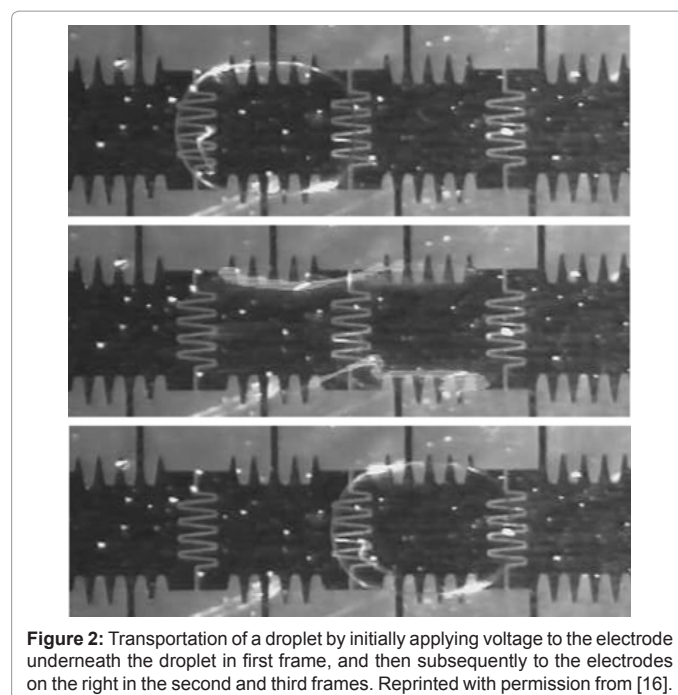 Figure 2: Transportation of a droplet by initially applying voltage to the electrode
underneath the droplet in first frame, and then subsequently to the electrodes
on the right in the second and third frames. Reprinted with permission from [16].